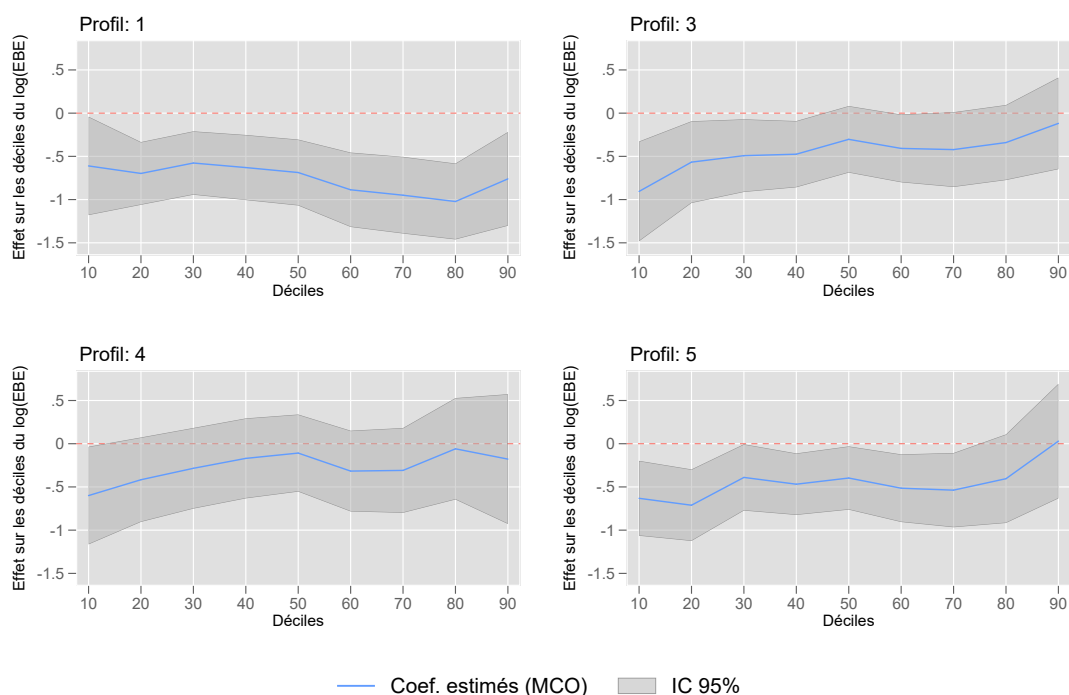 Profil: 1
Effet sur les déciles du log(EBE)
.5
0
-.5
-1
-1.5
10 20 30 40 50 60 70 80 90
Déciles
Profil: 3
Effet sur les déciles du log(EBE)
.5
0
-.5
-1
-1.5
10 20 30 40 50 60 70 80 90
Déciles
Profil: 4
Effet sur les déciles du log(EBE)
.5
0
-.5
-1
-1.5
10 20 30 40 50 60 70 80 90
Déciles
Profil: 5
Effet sur les déciles du log(EBE)
.5
0
-.5
-1
-1.5
10 20 30 40 50 60 70 80 90
Déciles
Coef. estimés (MCO) IC 95%